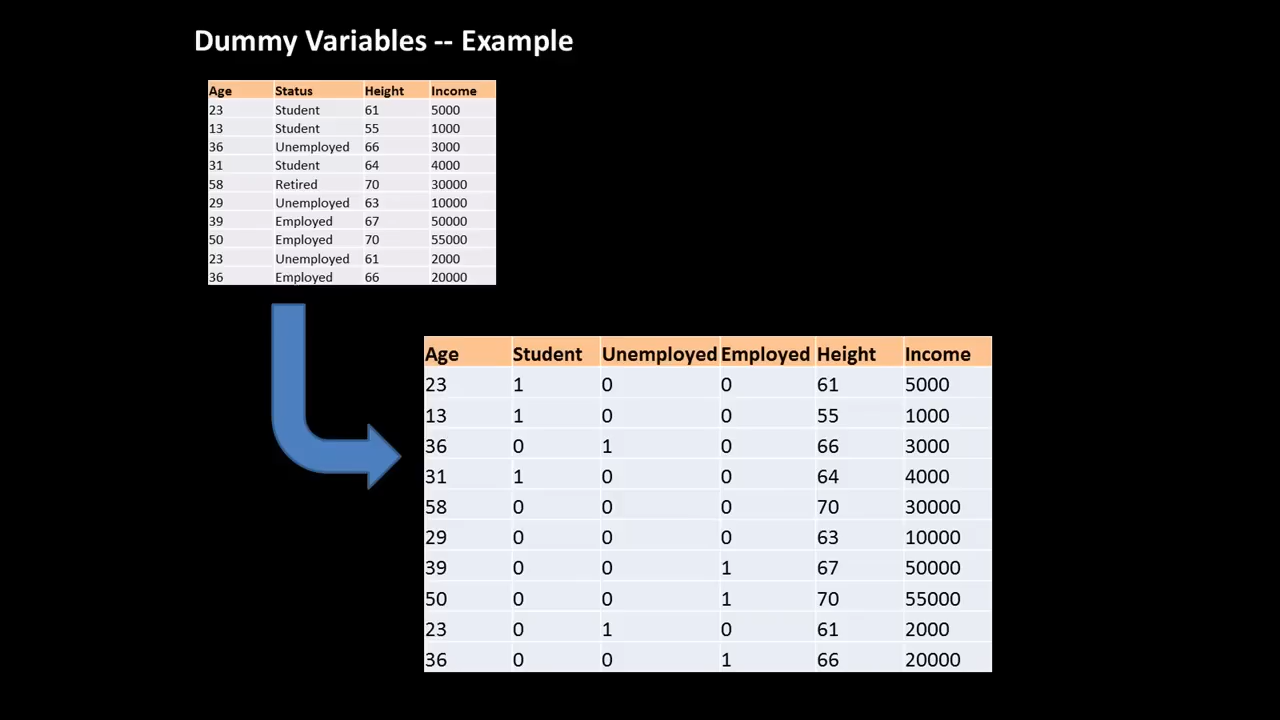 Dummy Variables -- Example
Age Status Height Income
23 Student 61 5000
13 Student 55 1000
36 Unemployed 66 3000
31 Student 64 4000
58 Retired 70 30000
29 Unemployed 63 10000
39 Employed 67 50000
50 Employed 70 55000
23 Unemployed 61 2000
36 Employed 66 20000
Age Student Unemployed Employed Height Income
23 1 0 0 61 5000
13 1 0 0 55 1000
36 0 1 0 66 3000
31 1 0 0 64 4000
58 0 0 0 70 30000
29 0 0 0 63 10000
39 0 0 1 67 50000
50 0 0 1 70 55000
23 0 1 0 61 2000
36 0 0 1 66 20000